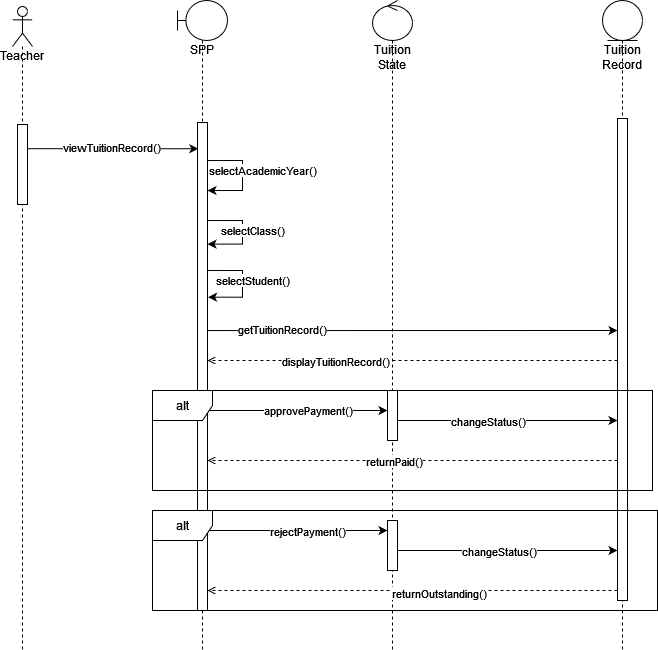 Teacher
SPP
Tuition
State
Tuition
Record
viewTuitionRecord()
selectAcademicYear()
selectClass()
selectStudent()
getTuitionRecord()
displayTuitionRecord()
alt
approvePayment()
changeStatus()
returnPaid()
alt
rejectPayment()
changeStatus()
returnOutstanding()